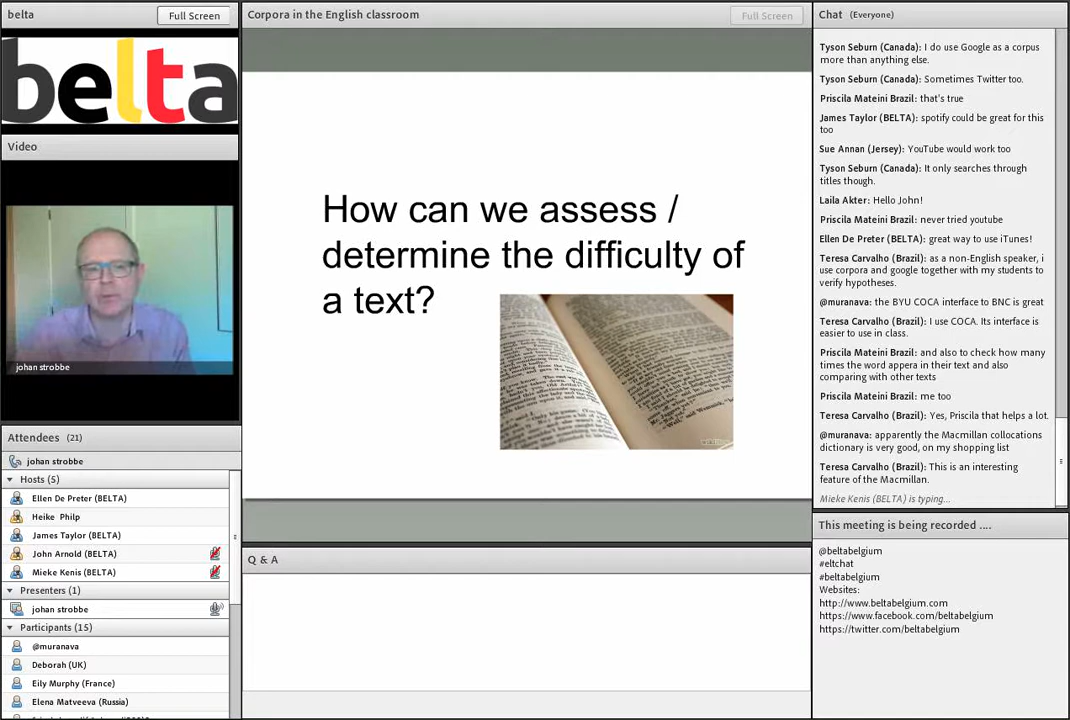 belta
Full Screen
belta
Video
johan strobbe
Attendees (21)
johan strobbe
Hosts (5)
Ellen De Preter (BELTA)
Heike Philp
James Taylor (BELTA)
John Arnold (BELTA)
Mieke Kenis (BELTA)
Presenters (1)
johan strobbe
Participants (15)
@muranava
Deborah (UK)
Eily Murphy (France)
Elena Matveeva (Russia)
Corpora in the English classroom
Full Screen
How can we assess /
determine the difficulty of
a text?
Q & A
Chat (Everyone)
Tyson Seburn (Canada): I do use Google as a corpus
more than anything else.
Tyson Seburn (Canada): Sometimes Twitter too.
Priscila Mateini Brazil: that's true
James Taylor (BELTA): spotify could be great for this
too
Sue Annan (Jersey): YouTube would work too
Tyson Seburn (Canada): It only searches through
titles though.
Laila Akter: Hello John!
Priscila Mateini Brazil: never tried youtube
Ellen De Preter (BELTA): great way to use iTunes!
Teresa Carvalho (Brazil): as a non-English speaker, i
use corpora and google together with my students to
verify hypotheses.
@muranava: the BYU COCA interface to BNC is great
Teresa Carvalho (Brazil): I use COCA. Its interface is
easier to use in class.
Priscila Mateini Brazil: and also to check how many
times the word appera in their text and also
comparing with other texts
Priscila Mateini Brazil: me too
Teresa Carvalho (Brazil): Yes, Priscila that helps a lot.
@muranava: apparently the Macmillan collocations
dictionary is very good, on my shopping list
Teresa Carvalho (Brazil): This is an interesting
feature of the Macmillan.
Mieke Kenis (BELTA) is typing...
This meeting is being recorded ....
@beltabelgium
#eltchat
#beltabelgium
Websites:
http://www.beltabelgium.com
https://www.facebook.com/beltabelgium
https://twitter.com/beltabelgium